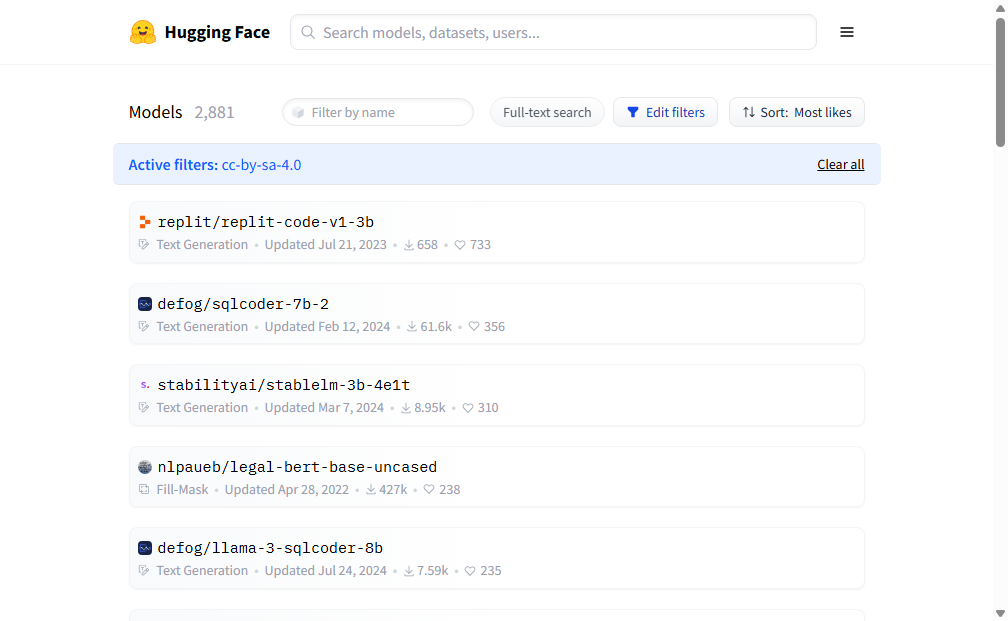 Hugging Face Search models, datasets, users...
Models 2,881 Filter by name Full-text search Edit filters Sort: Most likes
Active filters: cc-by-sa-4.0 Clear all
replit/replit-code-v1-3b
Text Generation • Updated Jul 21, 2023 • 658 • 733
defog/sqlcoder-7b-2
Text Generation • Updated Feb 12, 2024 • 61.6k • 356
s. stabilityai/stablelm-3b-4e1t
Text Generation • Updated Mar 7, 2024 • 8.95k • 310
nlpaueb/legal-bert-base-uncased
Fill-Mask • Updated Apr 28, 2022 • 427k • 238
defog/llama-3-sqlcoder-8b
Text Generation • Updated Jul 24, 2024 • 7.59k • 235